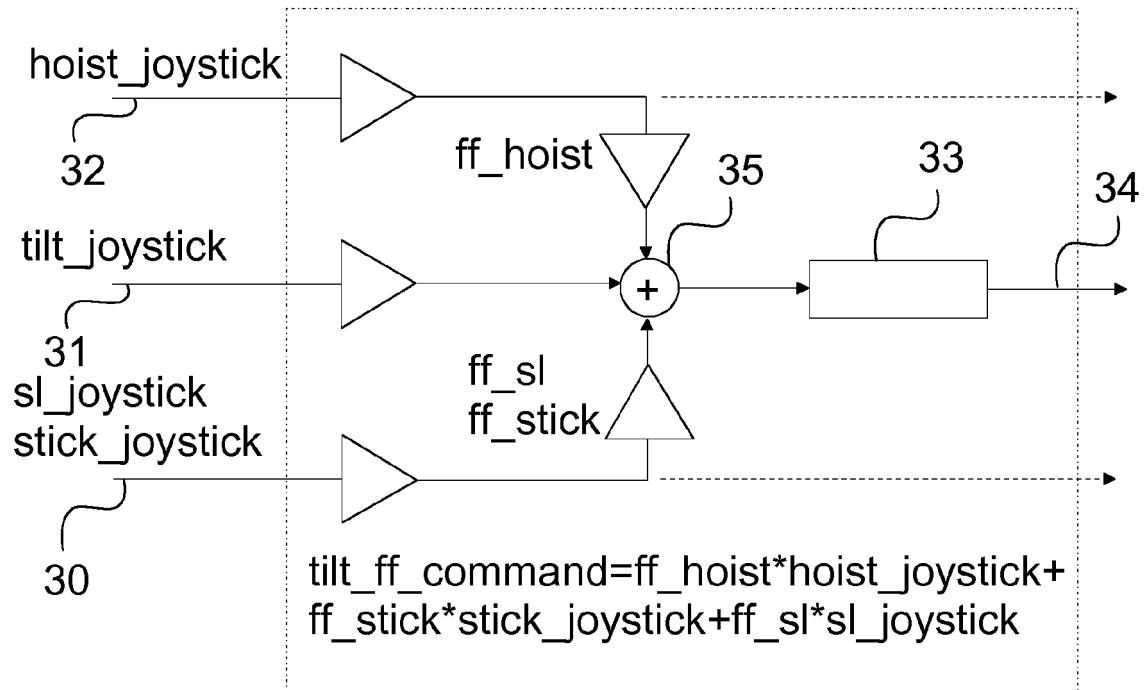 hoist_joystick
32
ff_hoist
35
33
34
tilt_joystick
31
+
ff_sl
ff_stick
sl_joystick
stick_joystick
30
tilt_ff_command=ff_hoist*hoist_joystick+
ff_stick*stick_joystick+ff_sl*sl_joystick